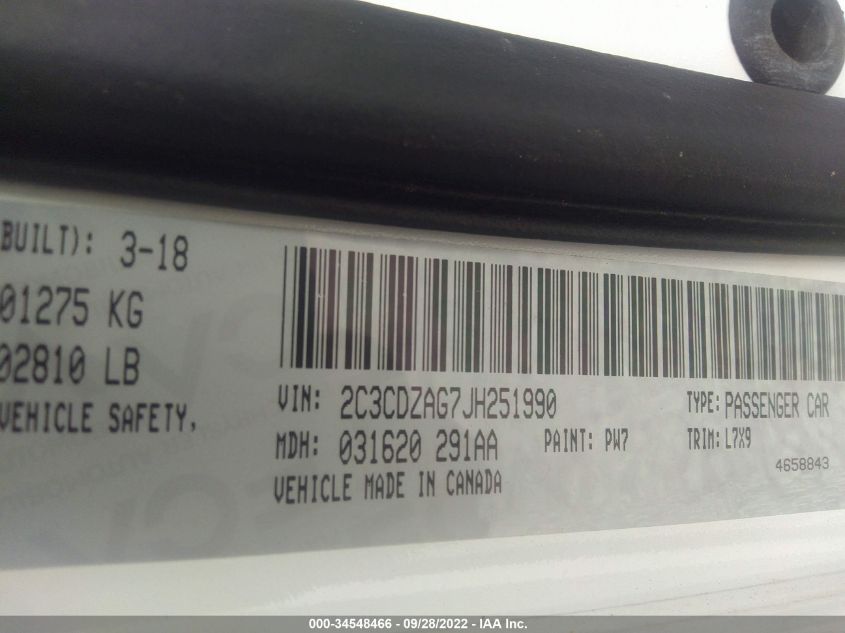 BUILT): 3-18
01275 KG
02810 LB
VEHICLE SAFETY,
VIN: 2C3CDZAG7JH251990 TYPE: PASSENGER CAR
MDH: 031620 291AA PAINT: PW7 TRIM: L7X9
VEHICLE MADE IN CANADA 4658843
000-34548466 - 09/28/2022 - IAA Inc.